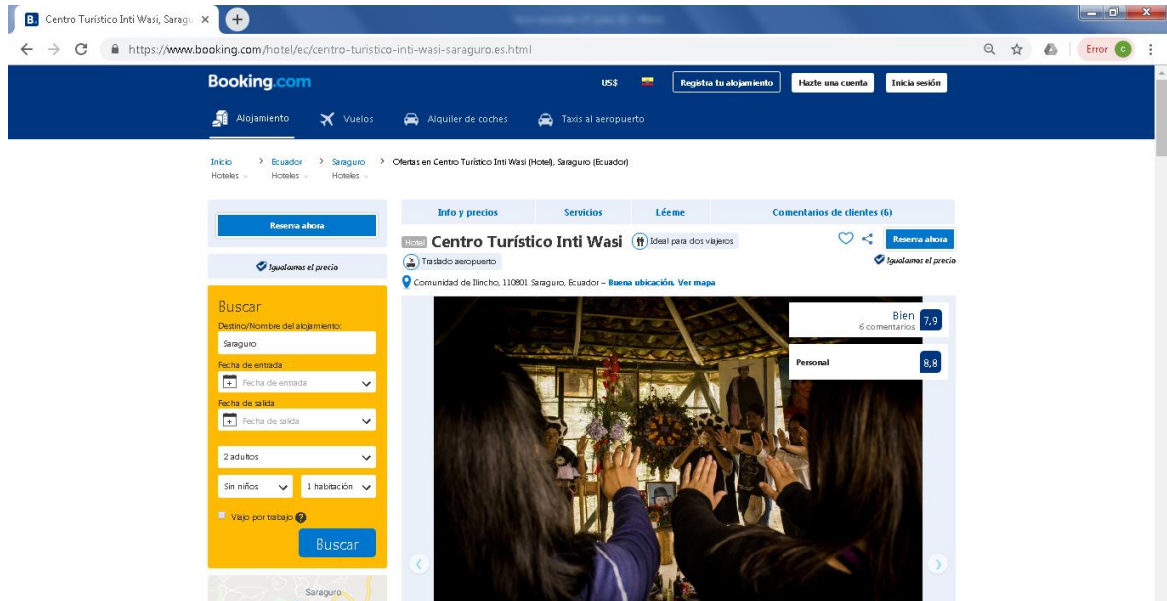 Centro Turístico Inti Wasi, Saragu
https://www.booking.com/hotel/ec/centro-turistico-inti-wasi-saraguro.es.html
Error
c
Booking.com
US$
Registra tu alojamiento
Hazte una cuenta
Inicia sesión
Alojamiento
Vuelos
Alquiler de coches
Taxis al aeropuerto
Inicio > Ecuador > Saraguro > Ofertas en Centro Turístico Inti Wasi (Hotel), Saraguro (Ecuador)
Hoteles Hoteles Hoteles
Reserva ahora
Igualamos el precio
Buscar
Destino/Nombre del alojamiento:
Saraguro
Fecha de entrada
Fecha de entrada
Fecha de salida
Fecha de salida
2 adultos
Sin niños
1 habitación
Viajo por trabajo
Buscar
Saraguro
Info y precios
Servicios
Léeme
Comentarios de clientes (6)
Hotel Centro Turístico Inti Wasi
Ideal para dos viajeros
Reserva ahora
Traslado aeropuerto
Igualamos el precio
Comunidad de Ilincho, 110801 Saraguro, Ecuador – Buena ubicación. Ver mapa
Bien 7,9
6 comentarios
Personal 8,8